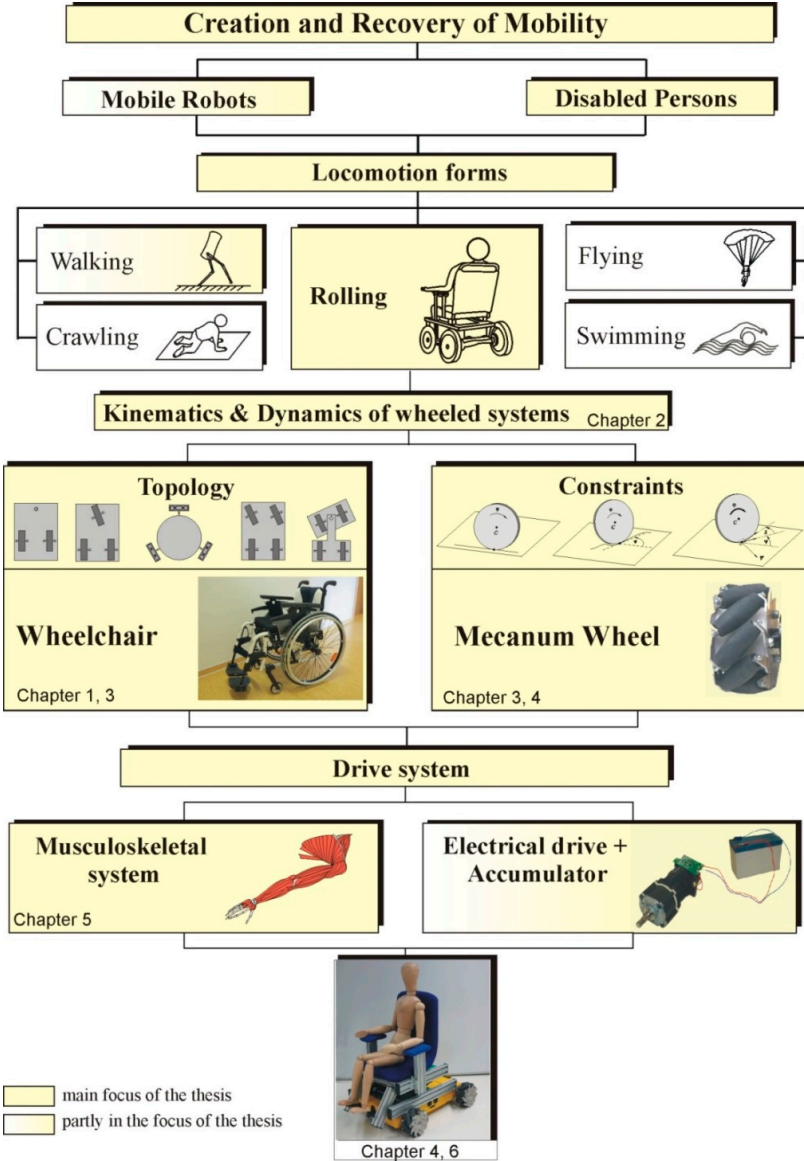 Creation and Recovery of Mobility
Mobile Robots
Disabled Persons
Locomotion forms
Walking
Crawling
Rolling
Flying
Swimming
Kinematics & Dynamics of wheeled systems
Chapter 2
Topology
Constraints
Wheelchair
Chapter 1, 3
Mecanum Wheel
Chapter 3, 4
Drive system
Musculoskeletal
system
Chapter 5
Electrical drive +
Accumulator
main focus of the thesis
partly in the focus of the thesis
Chapter 4, 6